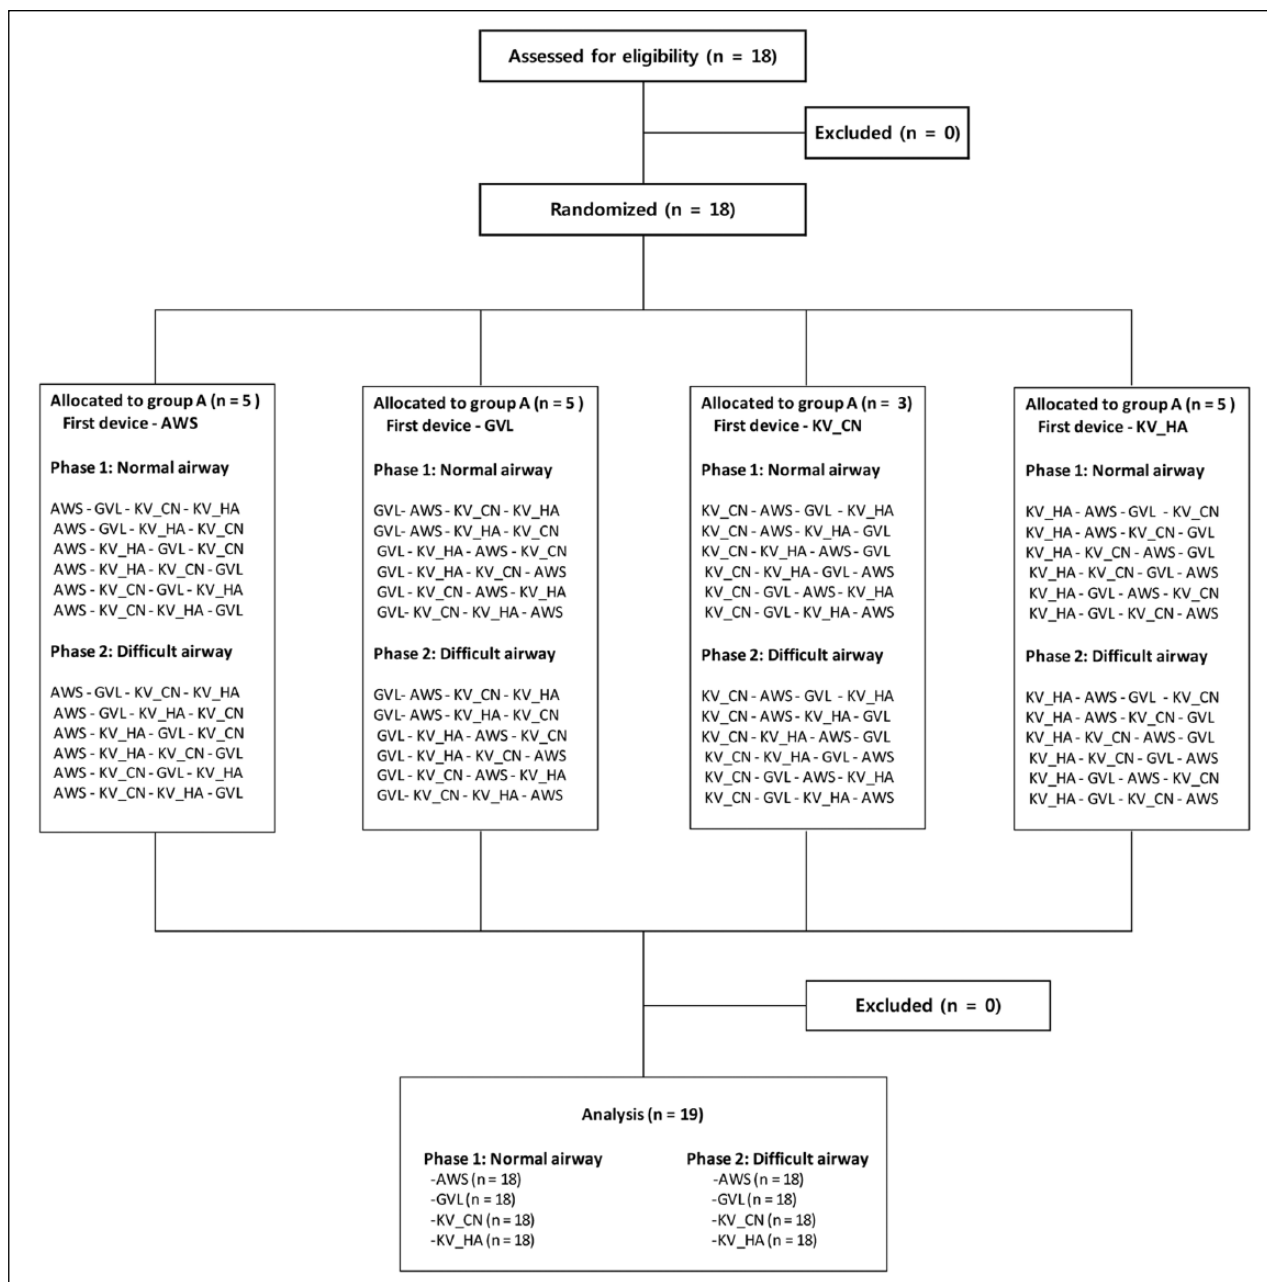 Assessed for eligibility (n = 18)
Excluded (n = 0)
Randomized (n = 18)
Allocated to group A (n = 5 )
First device - AWS
Phase 1: Normal airway
AWS - GVL - KV_CN - KV_HA
AWS - GVL - KV_HA - KV_CN
AWS - KV_HA - GVL - KV_CN
AWS - KV_HA - KV_CN - GVL
AWS - KV_CN - GVL - KV_HA
AWS - KV_CN - KV_HA - GVL
Phase 2: Difficult airway
AWS - GVL - KV_CN - KV_HA
AWS - GVL - KV_HA - KV_CN
AWS - KV_HA - GVL - KV_CN
AWS - KV_HA - KV_CN - GVL
AWS - KV_CN - GVL - KV_HA
AWS - KV_CN - KV_HA - GVL
Allocated to group A (n = 5 )
First device - GVL
Phase 1: Normal airway
GVL- AWS - KV_CN - KV_HA
GVL- AWS - KV_HA - KV_CN
GVL - KV_HA - AWS - KV_CN
GVL - KV_HA - KV_CN - AWS
GVL - KV_CN - AWS - KV_HA
GVL- KV_CN - KV_HA - AWS
Phase 2: Difficult airway
GVL- AWS - KV_CN - KV_HA
GVL- AWS - KV_HA - KV_CN
GVL - KV_HA - AWS - KV_CN
GVL - KV_HA - KV_CN - AWS
GVL - KV_CN - AWS - KV_HA
GVL- KV_CN - KV_HA - AWS
Allocated to group A (n = 3)
First device - KV_CN
Phase 1: Normal airway
KV_CN - AWS - GVL - KV_HA
KV_CN - AWS - KV_HA - GVL
KV_CN - KV_HA - AWS - GVL
KV_CN - KV_HA - GVL - AWS
KV_CN - GVL - AWS - KV_HA
KV_CN - GVL - KV_HA - AWS
Phase 2: Difficult airway
KV_CN - AWS - GVL - KV_HA
KV_CN - AWS - KV_HA - GVL
KV_CN - KV_HA - AWS - GVL
KV_CN - KV_HA - GVL - AWS
KV_CN - GVL - AWS - KV_HA
KV_CN - GVL - KV_HA - AWS
Allocated to group A (n = 5 )
First device - KV_HA
Phase 1: Normal airway
KV_HA - AWS - GVL - KV_CN
KV_HA - AWS - KV_CN - GVL
KV_HA - KV_CN - AWS - GVL
KV_HA - KV_CN - GVL - AWS
KV_HA - GVL - AWS - KV_CN
KV_HA - GVL - KV_CN - AWS
Phase 2: Difficult airway
KV_HA - AWS - GVL - KV_CN
KV_HA - AWS - KV_CN - GVL
KV_HA - KV_CN - AWS - GVL
KV_HA - KV_CN - GVL - AWS
KV_HA - GVL - AWS - KV_CN
KV_HA - GVL - KV_CN - AWS
Excluded (n = 0)
Analysis (n = 19)
Phase 1: Normal airway
-AWS (n = 18)
-GVL (n = 18)
-KV_CN (n = 18)
-KV_HA (n = 18)
Phase 2: Difficult airway
-AWS (n = 18)
-GVL (n = 18)
-KV_CN (n = 18)
-KV_HA (n = 18)